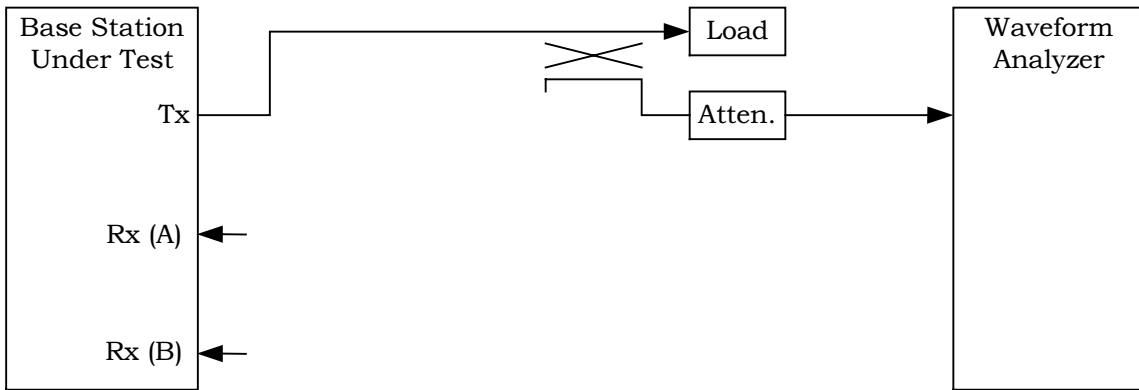 Base Station
Under Test
Load
Waveform
Analyzer
Tx
Atten.
Rx (A)
Rx (B)